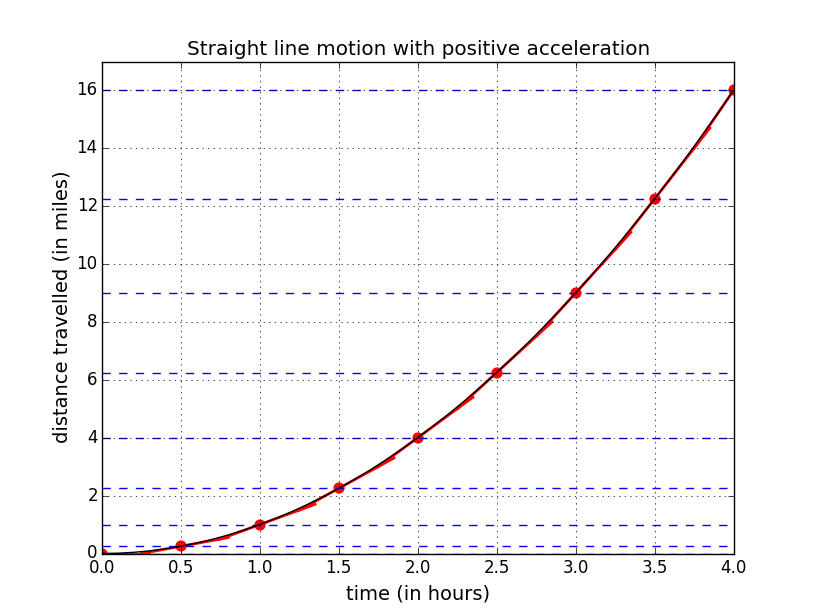 Straight line motion with positive acceleration
distance travelled (in miles)
16
14
12
10
8
6
4
2
0
0.0 0.5 1.0 1.5 2.0 2.5 3.0 3.5 4.0
time (in hours)